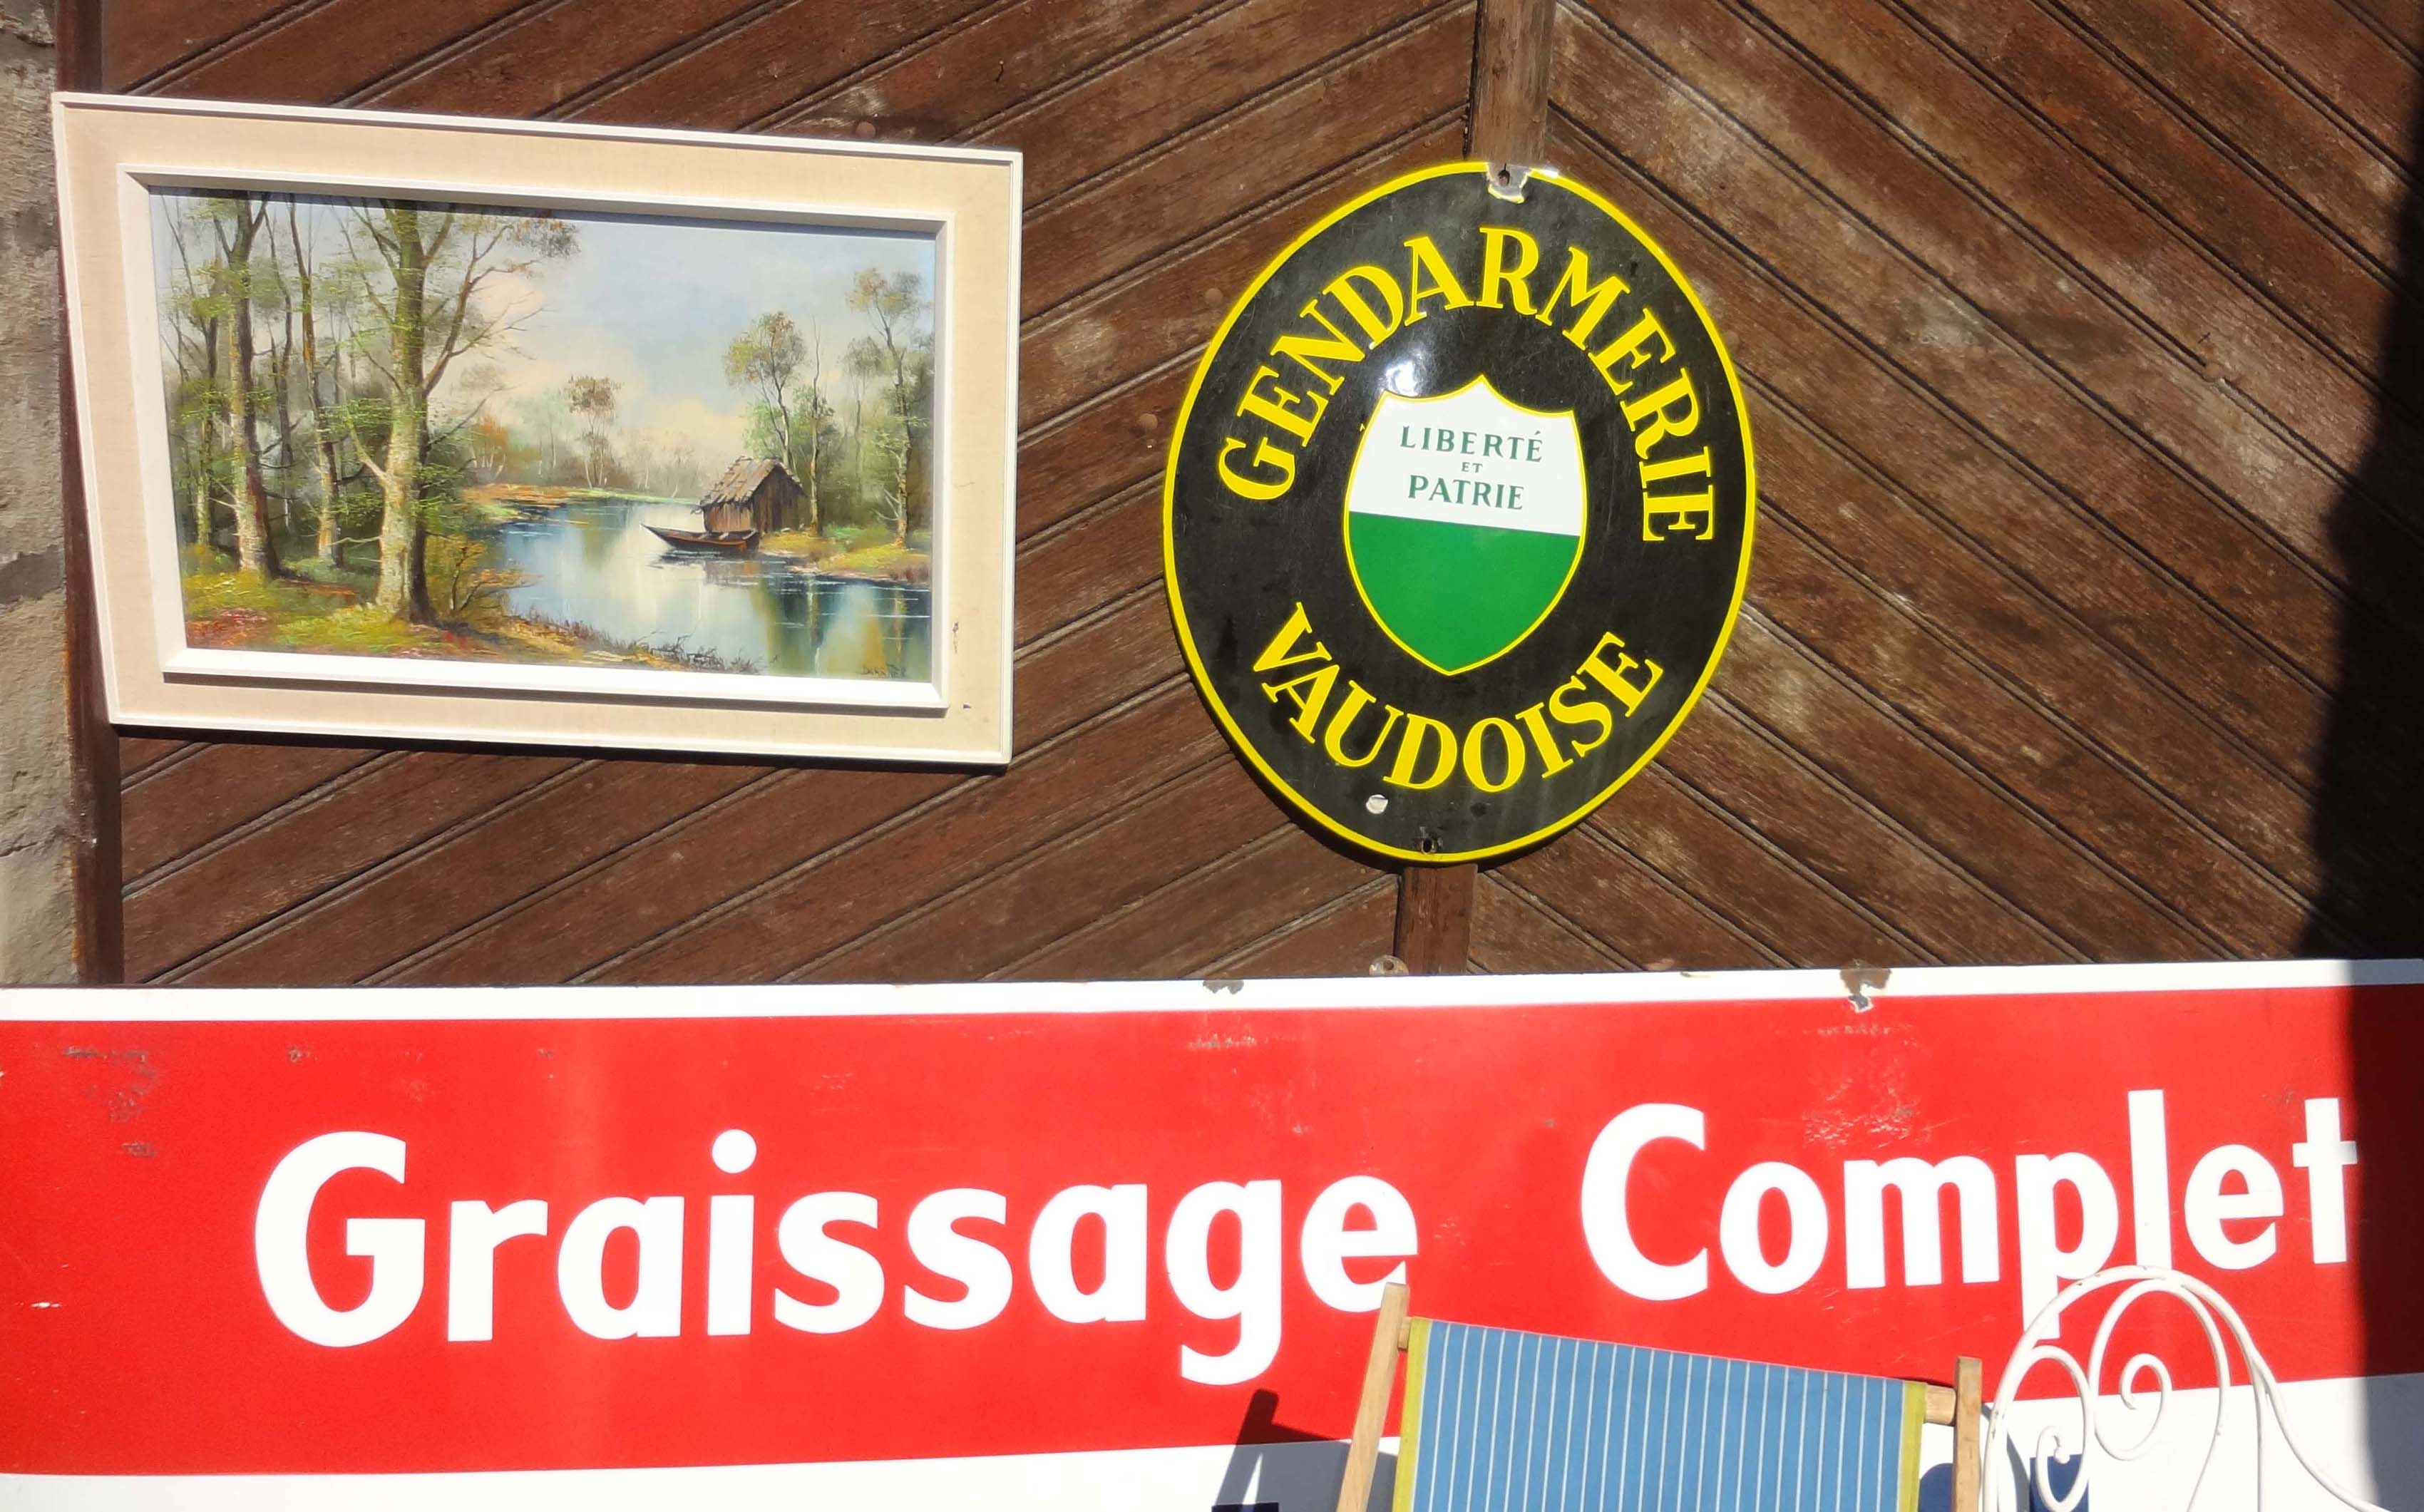 GENDARMERIE
LIBERTÉ
ET
PATRIE
VAUDOISE
Graissage Complet